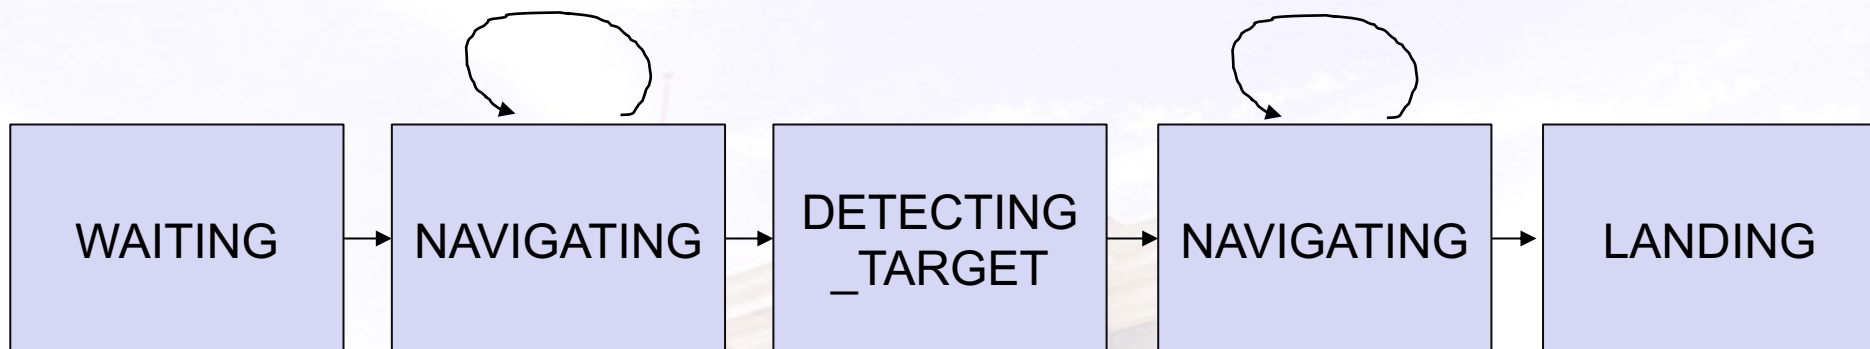 WAITING
NAVIGATING
DETECTING
_TARGET
NAVIGATING
LANDING